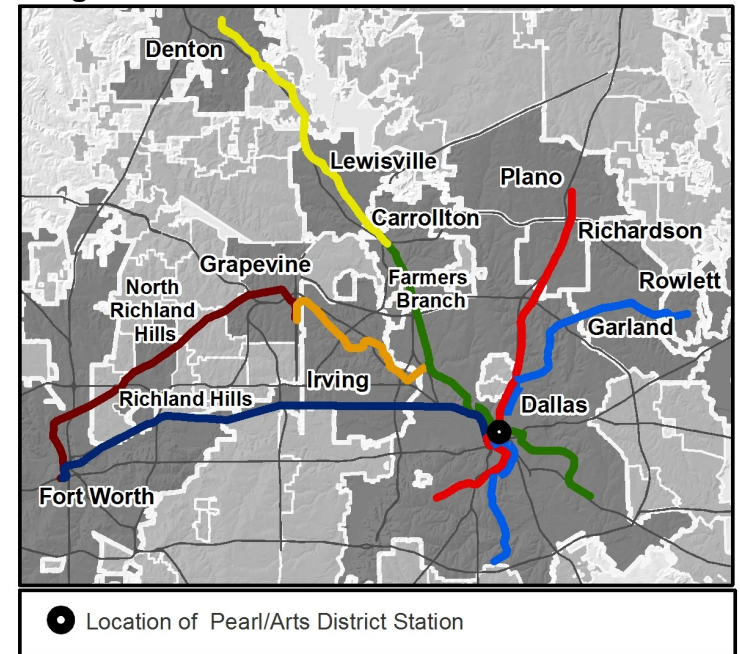 Denton
Lewisville
Plano
Carrollton
Richardson
Grapevine
Farmers
Branch
Rowlett
North
Richland
Hills
Garland
Irving
Richland Hills
Dallas
Fort Worth
Location of Pearl/Arts District Station